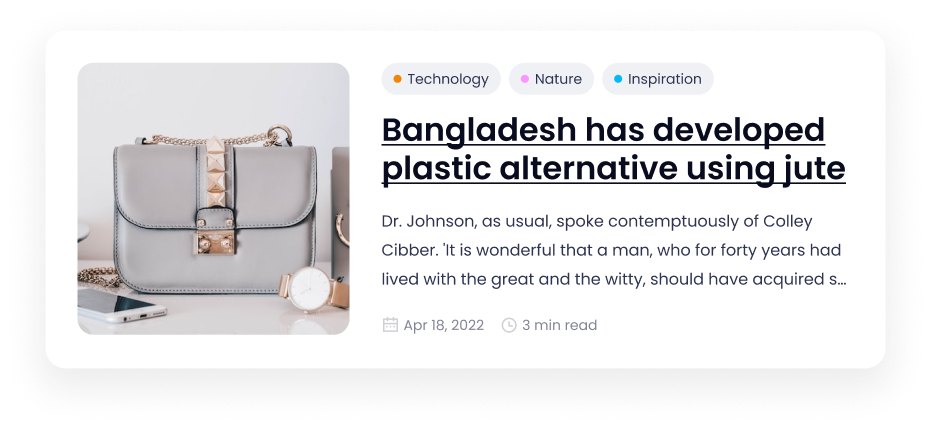 Technology Nature Inspiration
Bangladesh has developed
plastic alternative using jute
Dr. Johnson, as usual, spoke contemptuously of Colley
Cibber. 'It is wonderful that a man, who for forty years had
lived with the great and the witty, should have acquired s...
Apr 18, 2022 3 min read